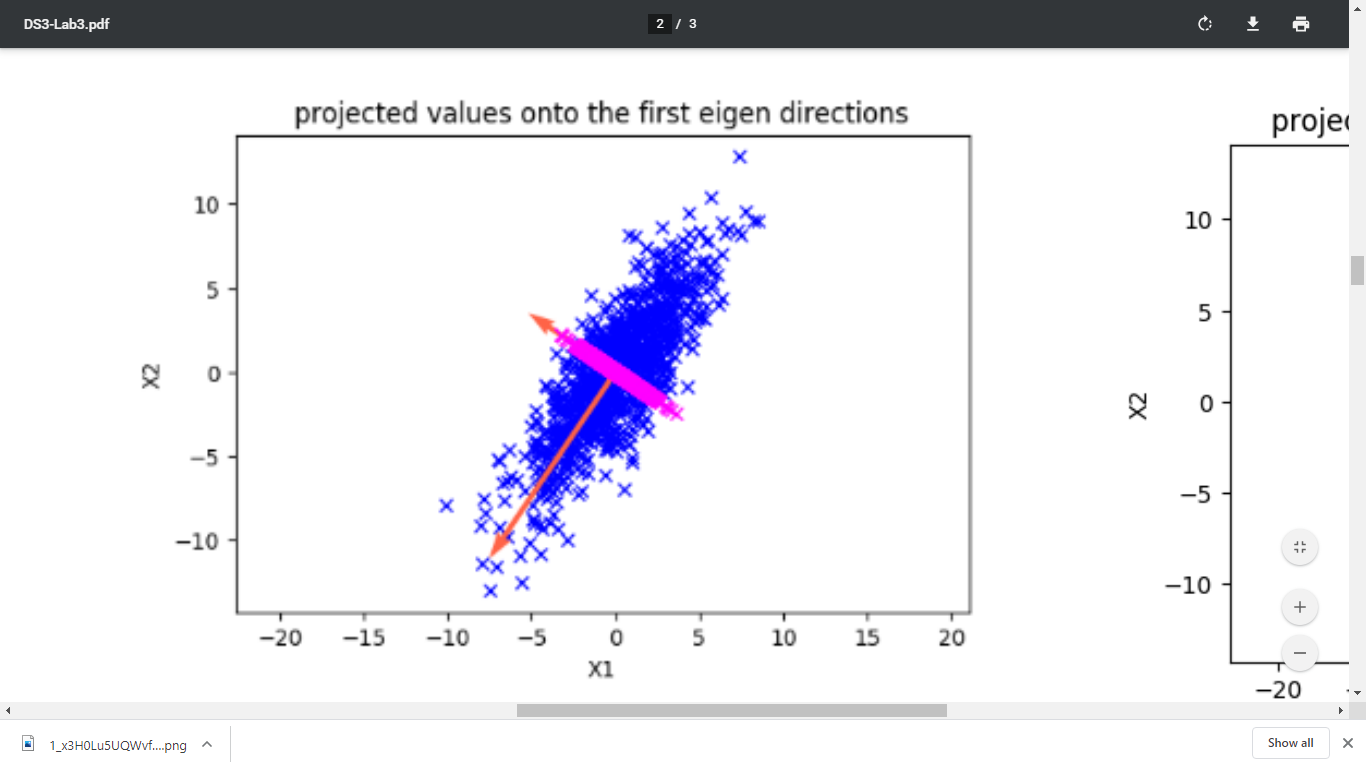 DS3-Lab3.pdf
2 / 3
projected values onto the first eigen directions
10
5
0
−5
−10
X2
−20 −15 −10 −5 0 5 10 15 20
X1
projec
10
5
0
−5
−10
X2
−20
1_x3H0Lu5UQWvf....png
Show all